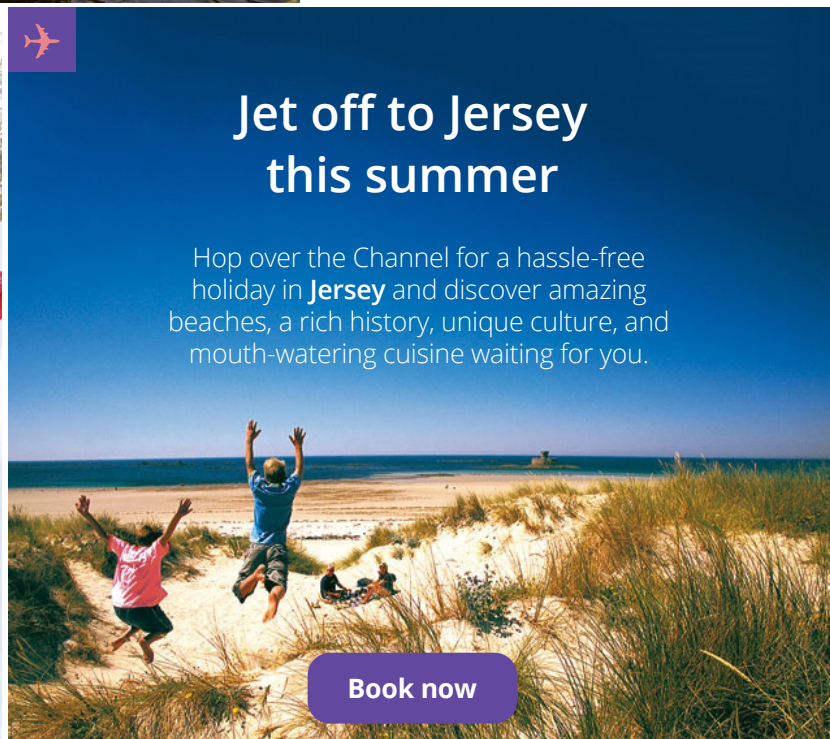 Jet off to Jersey
this summer
Hop over the Channel for a hassle-free
holiday in Jersey and discover amazing
beaches, a rich history, unique culture, and
mouth-watering cuisine waiting for you.
Book now